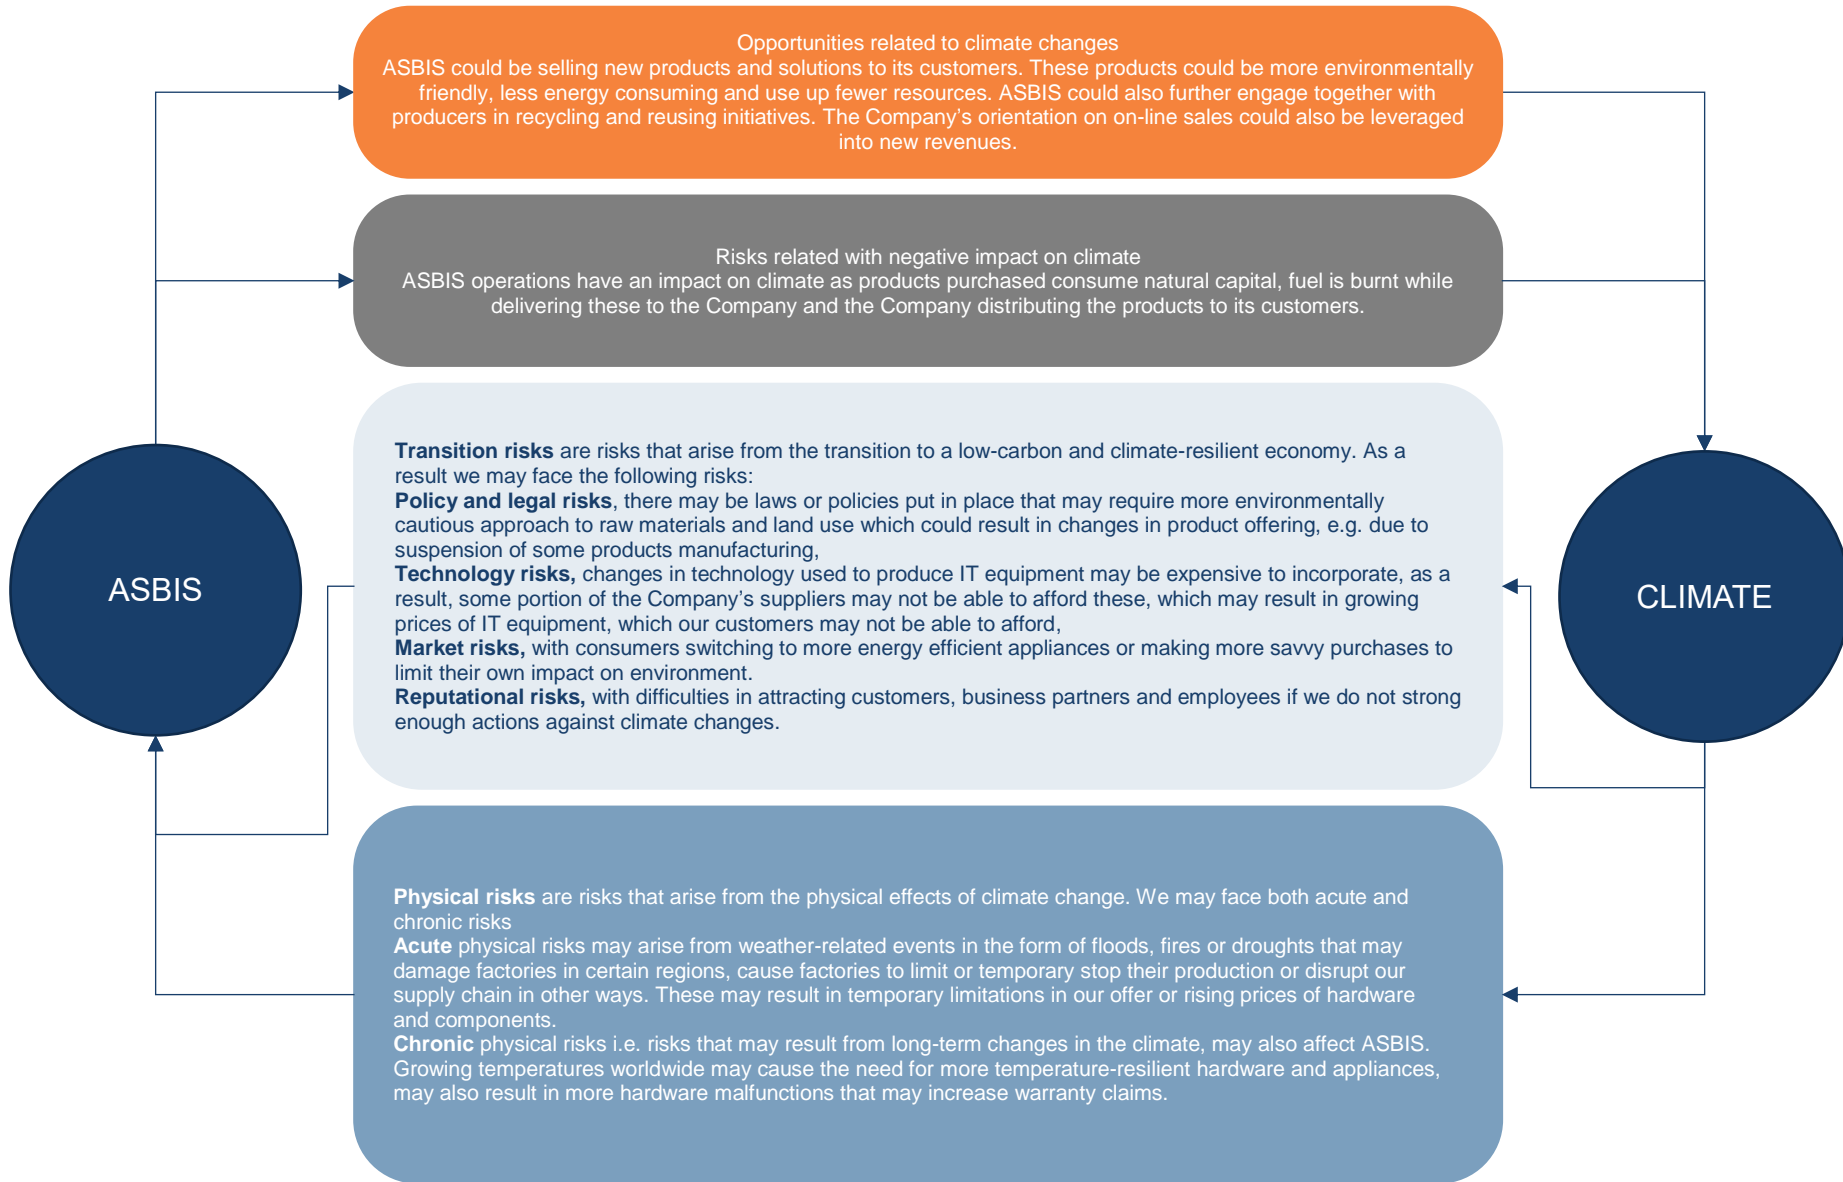 Opportunities related to climate changes
ASBIS could be selling new products and solutions to its customers. These products could be more environmentally
friendly, less energy consuming and use up fewer resources. ASBIS could also further engage together with
producers in recycling and reusing initiatives. The Company’s orientation on on-line sales could also be leveraged
into new revenues.
Risks related with negative impact on climate
ASBIS operations have an impact on climate as products purchased consume natural capital, fuel is burnt while
delivering these to the Company and the Company distributing the products to its customers.
ASBIS
Transition risks are risks that arise from the transition to a low-carbon and climate-resilient economy. As a
result we may face the following risks:
Policy and legal risks, there may be laws or policies put in place that may require more environmentally
cautious approach to raw materials and land use which could result in changes in product offering, e.g. due to
suspension of some products manufacturing,
Technology risks, changes in technology used to produce IT equipment may be expensive to incorporate, as a
result, some portion of the Company’s suppliers may not be able to afford these, which may result in growing
prices of IT equipment, which our customers may not be able to afford,
Market risks, with consumers switching to more energy efficient appliances or making more savvy purchases to
limit their own impact on environment.
Reputational risks, with difficulties in attracting customers, business partners and employees if we do not strong
enough actions against climate changes.
CLIMATE
Physical risks are risks that arise from the physical effects of climate change. We may face both acute and
chronic risks
Acute physical risks may arise from weather-related events in the form of floods, fires or droughts that may
damage factories in certain regions, cause factories to limit or temporary stop their production or disrupt our
supply chain in other ways. These may result in temporary limitations in our offer or rising prices of hardware
and components.
Chronic physical risks i.e. risks that may result from long-term changes in the climate, may also affect ASBIS.
Growing temperatures worldwide may cause the need for more temperature-resilient hardware and appliances,
may also result in more hardware malfunctions that may increase warranty claims.